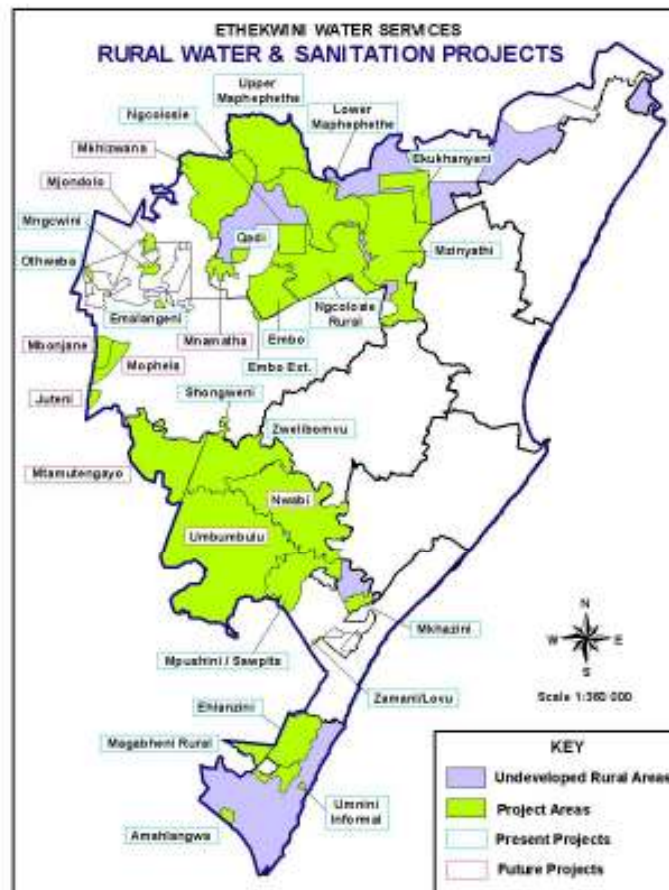 ETHEKWINI WATER SERVICES
RURAL WATER & SANITATION PROJECTS
Upper
Maphephethe
Ngcolosie
Lower
Maphephethe
Mkhizwana
Ekukhanyeni
Mjondolo
Mngcwini
Qadi
Othweba
Mzinyathi
Emalangeni
Ngcolosie
Rural
Mnamatha
Embo
Mbonjane
Mophela
Embo Ext.
Juteni
Shongweni
Zwelibomvu
Mtamutengayo
Nwabi
Umbumbulu
Mkhazini
Mpushini / Sawpits
Zamani/Lovu
N
W
E
S
Scale 1:360 000
Ehlanzini
Magabheni Rural
Umnini
Informal
Amahlangwa
KEY
Undeveloped Rural Areas
Project Areas
Present Projects
Future Projects